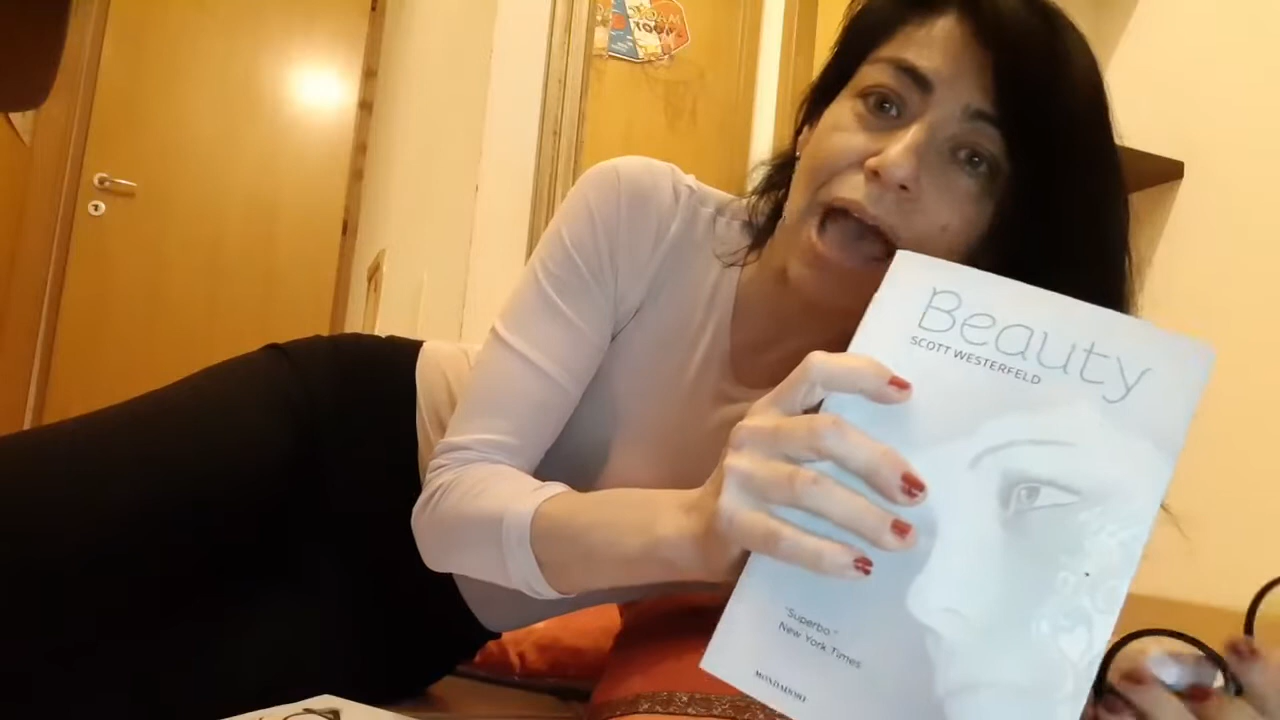 Beauty
SCOTT WESTERFELD
"Superbo."
New York Times
MONDADORI